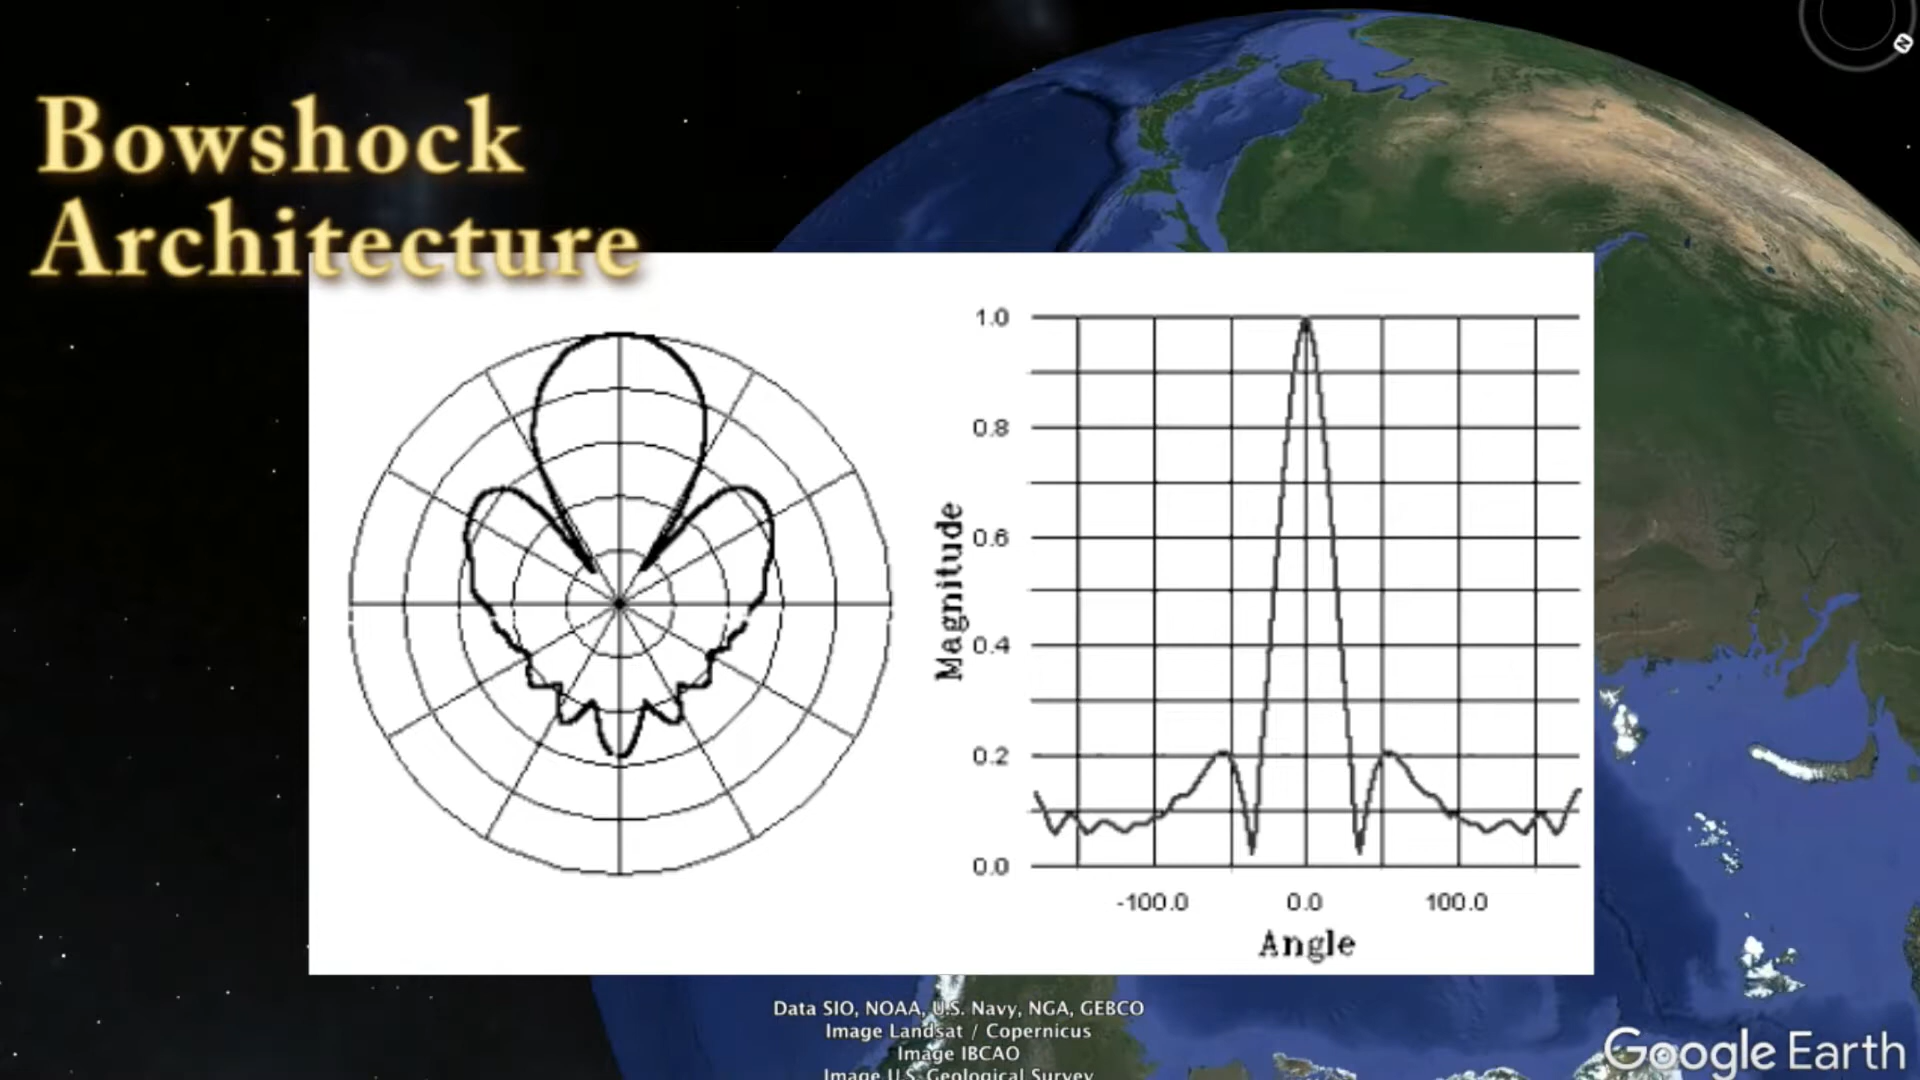 N
Bowshock
Architecture
1.0
0.8
0.6
0.4
0.2
0.0
Magnitude
-100.0 0.0 100.0
Angle
Data SIO, NOAA, U.S. Navy, NGA, GEBCO
Image Landsat / Copernicus
Image IBCAO
Image U.S. Geological Survey
Google Earth